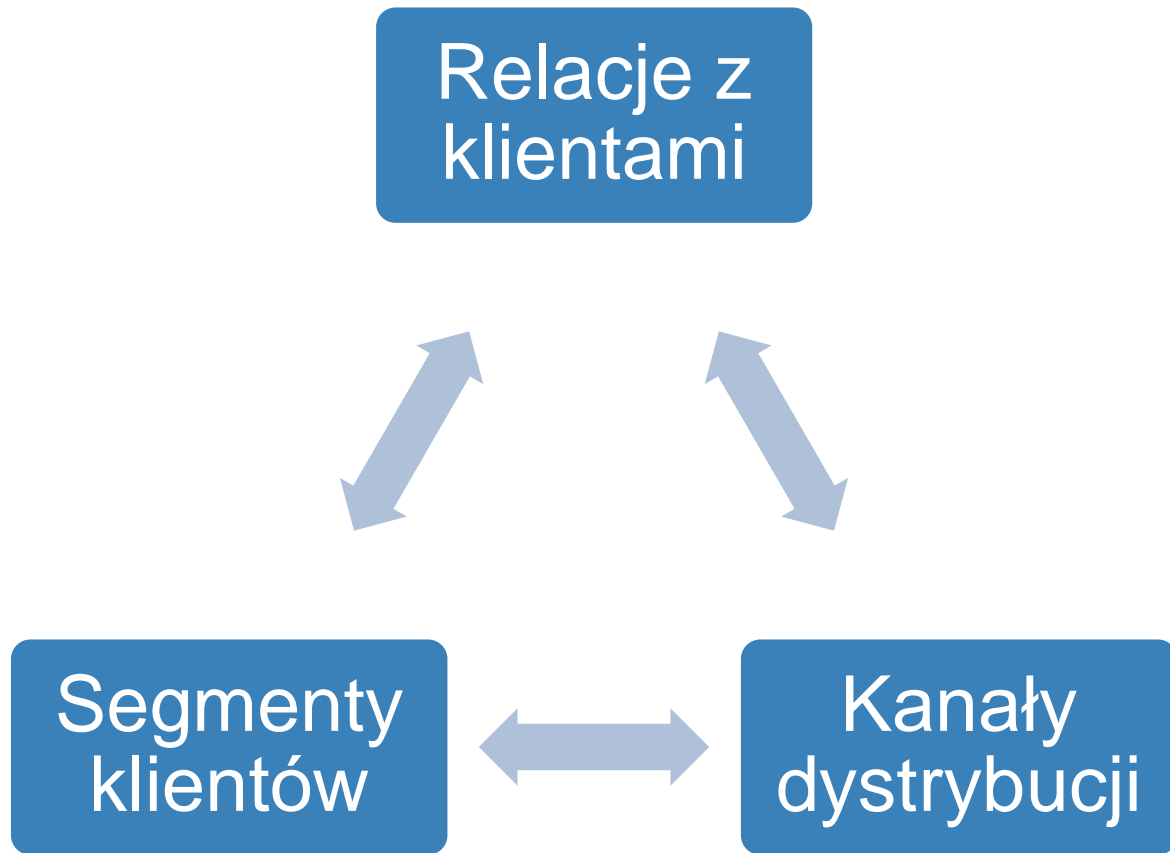 Relacje z
klientami
Segmenty
klientów
Kanały
dystrybucji